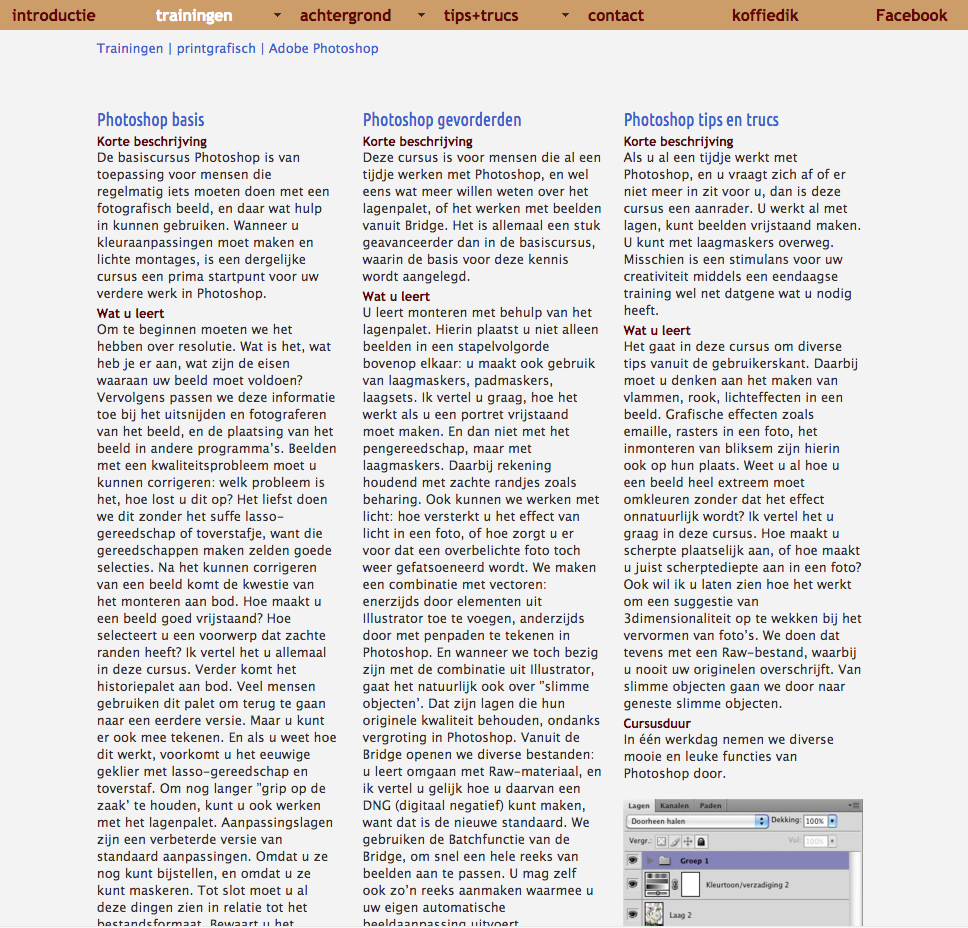 introductie trainingen achtergrond tips+trucs contact koffiedik Facebook
Trainingen | printgrafisch | Adobe Photoshop
Photoshop basis
Korte beschrijving
De basiscursus Photoshop is van
toepassing voor mensen die
regelmatig iets moeten doen met een
fotografisch beeld, en daar wat hulp
in kunnen gebruiken. Wanneer u
kleuraanpassingen moet maken en
lichte montages, is een dergelijke
cursus een prima startpunt voor uw
verdere werk in Photoshop.
Wat u leert
Om te beginnen moeten we het
hebben over resolutie. Wat is het, wat
heb je er aan, wat zijn de eisen
waaraan uw beeld moet voldoen?
Vervolgens passen we deze informatie
toe bij het uitsnijden en fotograferen
van het beeld, en de plaatsing van het
beeld in andere programma's. Beelden
met een kwaliteitsprobleem moet u
kunnen corrigeren: welk probleem is
het, hoe lost u dit op? Het liefst doen
we dit zonder het suffe lasso-
gereedschap of toverstafje, want die
gereedschappen maken zelden goede
selecties. Na het kunnen corrigeren
van een beeld komt de kwestie van
het monteren aan bod. Hoe maakt u
een beeld goed vrijstaand? Hoe
selecteert u een voorwerp dat zachte
randen heeft? Ik vertel het u allemaal
in deze cursus. Verder komt het
historiepalet aan bod. Veel mensen
gebruiken dit palet om terug te gaan
naar een eerdere versie. Maar u kunt
er ook mee tekenen. En als u weet hoe
dit werkt, voorkomt u het eeuwige
geklier met lasso-gereedschap en
toverstaf. Om nog langer "grip op de
zaak' te houden, kunt u ook werken
met het lagenpalet. Aanpassingslagen
zijn een verbeterde versie van
standaard aanpassingen. Omdat u ze
nog kunt bijstellen, en omdat u ze
kunt maskeren. Tot slot moet u al
deze dingen zien in relatie tot het
bestandsformaat. Bewaart u het
Photoshop gevorderden
Korte beschrijving
Deze cursus is voor mensen die al een
tijdje werken met Photoshop, en wel
eens wat meer willen weten over het
lagenpalet, of het werken met beelden
vanuit Bridge. Het is allemaal een stuk
geavanceerder dan in de basiscursus,
waarin de basis voor deze kennis
wordt aangelegd.
Wat u leert
U leert monteren met behulp van het
lagenpalet. Hierin plaatst u niet alleen
beelden in een stapelvolgorde
bovenop elkaar: u maakt ook gebruik
van laagmaskers, padmaskers,
laagsets. Ik vertel u graag, hoe het
werkt als u een portret vrijstaand
moet maken. En dan niet met het
pengereedschap, maar met
laagmaskers. Daarbij rekening
houdend met zachte randjes zoals
beharing. Ook kunnen we werken met
licht: hoe versterkt u het effect van
licht in een foto, of hoe zorgt u er
voor dat een overbelichte foto toch
weer gefatsoeneerd wordt. We maken
een combinatie met vectoren:
enerzijds door elementen uit
Illustrator toe te voegen, anderzijds
door met penpaden te tekenen in
Photoshop. En wanneer we toch bezig
zijn met de combinatie uit Illustrator,
gaat het natuurlijk ook over "slimme
objecten'. Dat zijn lagen die hun
originele kwaliteit behouden, ondanks
vergroting in Photoshop. Vanuit de
Bridge openen we diverse bestanden:
u leert omgaan met Raw-materiaal, en
ik vertel u gelijk hoe u daarvan een
DNG (digitaal negatief) kunt maken,
want dat is de nieuwe standaard. We
gebruiken de Batchfunctie van de
Bridge, om snel een hele reeks van
beelden aan te passen. U mag zelf
ook zo'n reeks aanmaken waarmee u
uw eigen automatische
beeldaanpassing uitvoert.
Photoshop tips en trucs
Korte beschrijving
Als u al een tijdje werkt met
Photoshop, en u vraagt zich af of er
niet meer in zit voor u, dan is deze
cursus een aanrader. U werkt al met
lagen, kunt beelden vrijstaand maken.
U kunt met laagmaskers overweg.
Misschien is een stimulans voor uw
creativiteit middels een eendaagse
training wel net datgene wat u nodig
heeft.
Wat u leert
Het gaat in deze cursus om diverse
tips vanuit de gebruikerskant. Daarbij
moet u denken aan het maken van
vlammen, rook, lichteffecten in een
beeld. Grafische effecten zoals
emaille, rasters in een foto, het
inmonteren van bliksem zijn hierin
ook op hun plaats. Weet u al hoe u
een beeld heel extreem moet
omkleuren zonder dat het effect
onnatuurlijk wordt? Ik vertel het u
graag in deze cursus. Hoe maakt u
scherpte plaatselijk aan, of hoe maakt
u juist scherptediepte aan in een foto?
Ook wil ik u laten zien hoe het werkt
om een suggestie van
3dimensionaliteit op te wekken bij het
vervormen van foto's. We doen dat
tevens met een Raw-bestand, waarbij
u nooit uw originelen overschrijft. Van
slimme objecten gaan we door naar
geneste slimme objecten.
Cursusduur
In één werkdag nemen we diverse
mooie en leuke functies van
Photoshop door.
Lagen Kanalen Paden
Doorheen halen Dekking: 100%
Vergr.: Vul: 100%
Groep 1
Kleurtoon/verzadiging 2
Laag 2